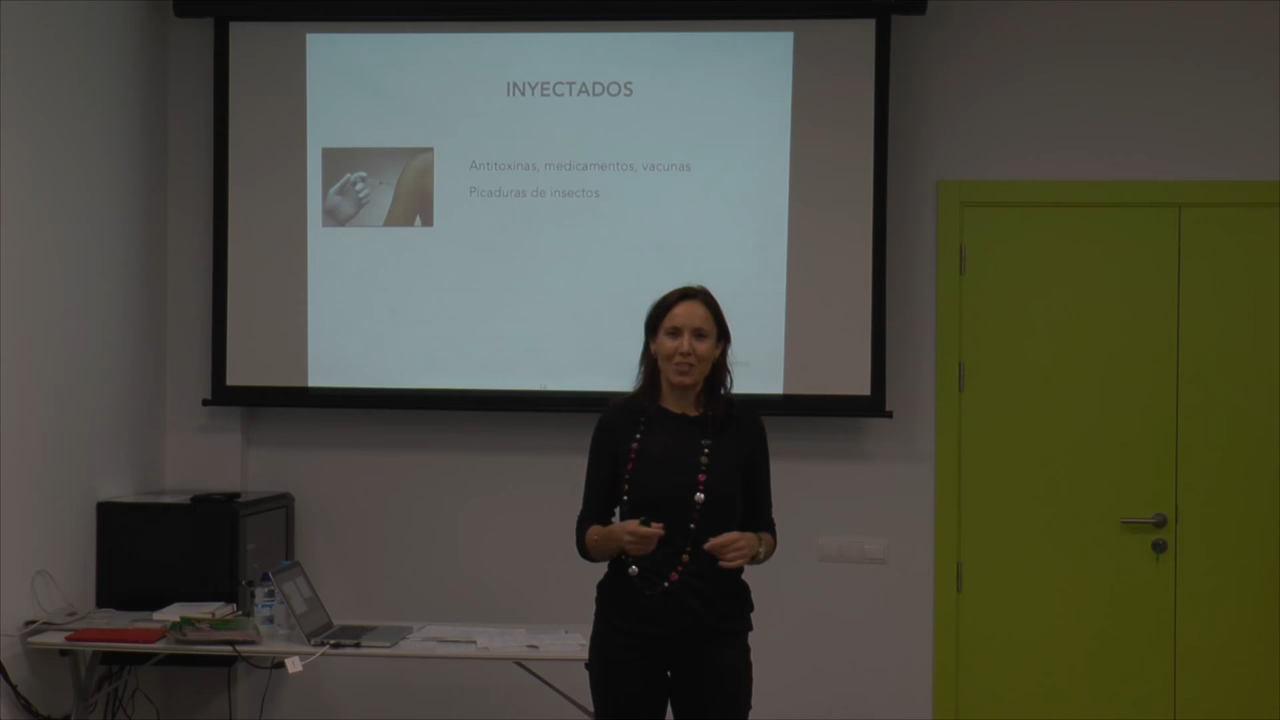 INYECTADOS
Antitoxinas, medicamentos, vacunas
Picaduras de insectos